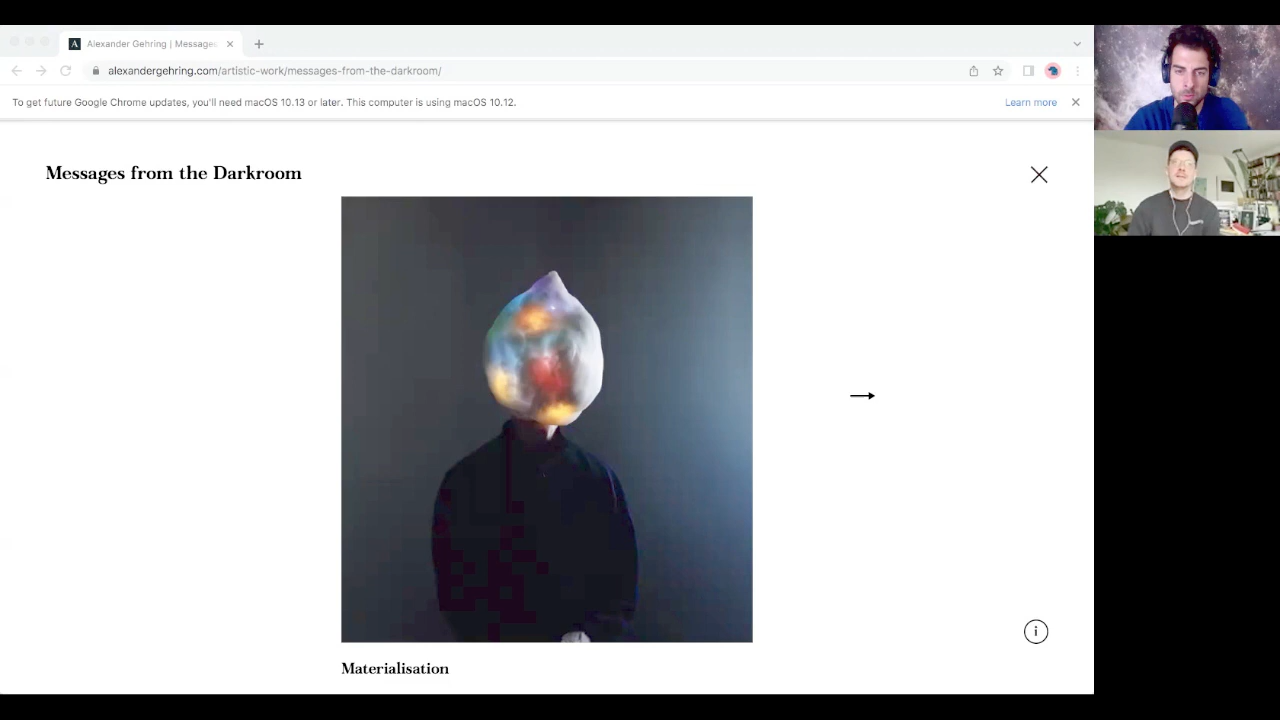 Alexander Gehring | Messages
alexandergehring.com/artistic-work/messages-from-the-darkroom/
To get future Google Chrome updates, you'll need macOS 10.13 or later. This computer is using macOS 10.12.
Learn more
Messages from the Darkroom
i
Materialisation